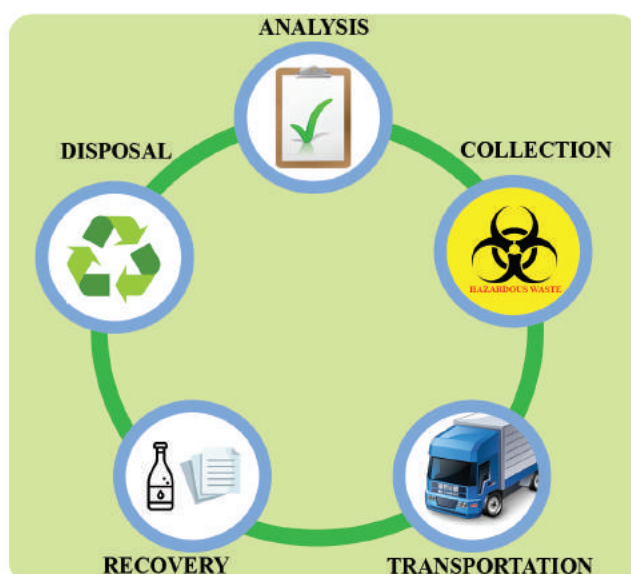 ANALYSIS
COLLECTION
HAZARDOUS WASTE
TRANSPORTATION
RECOVERY
DISPOSAL